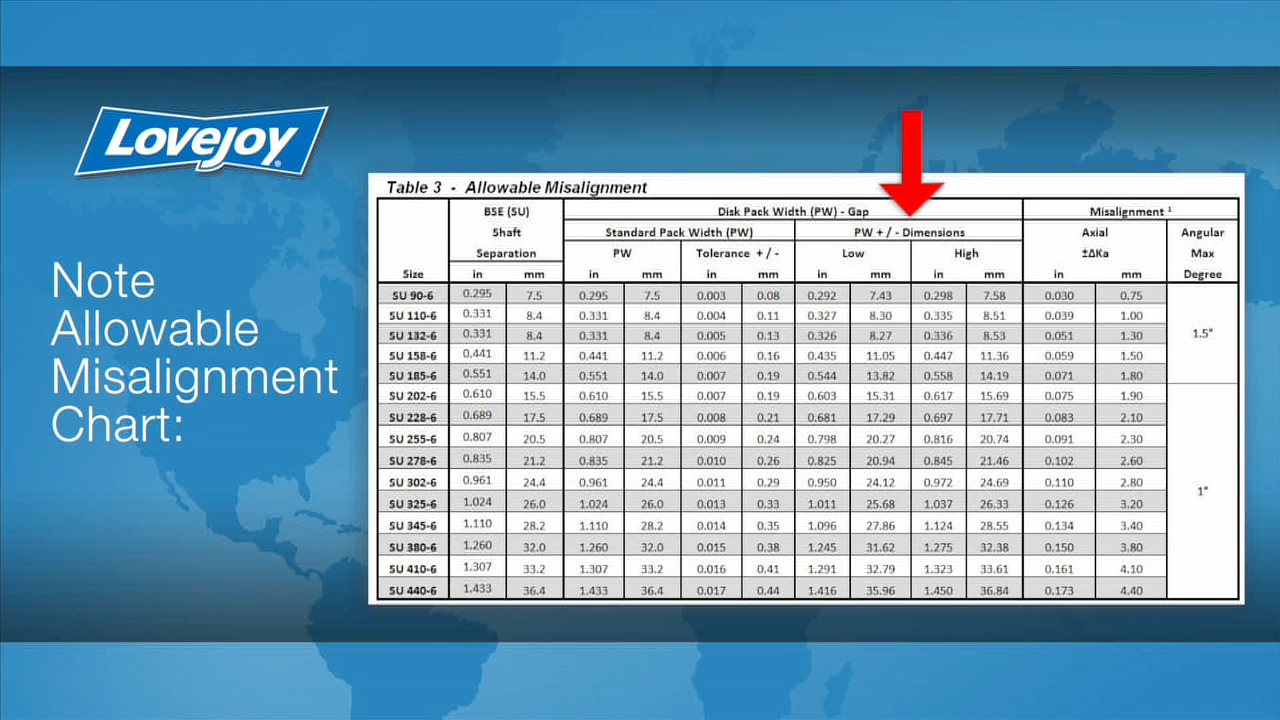 Lovejoy®
Note
Allowable
Misalignment
Chart:
Table 3 - Allowable Misalignment
BSE (SU) Disk Pack Width (PW) - Gap Misalignment ¹
Shaft Standard Pack Width (PW) PW + / - Dimensions Axial Angular
Separation PW Tolerance + / - Low High ±ΔKa Max
Size in mm in mm in mm in mm in mm in mm Degree
SU 90-6 0.295 7.5 0.295 7.5 0.003 0.08 0.292 7.43 0.298 7.58 0.030 0.75
SU 110-6 0.331 8.4 0.331 8.4 0.004 0.11 0.327 8.30 0.335 8.51 0.039 1.00
SU 132-6 0.331 8.4 0.331 8.4 0.005 0.13 0.326 8.27 0.336 8.53 0.051 1.30 1.5°
SU 158-6 0.441 11.2 0.441 11.2 0.006 0.16 0.435 11.05 0.447 11.36 0.059 1.50
SU 185-6 0.551 14.0 0.551 14.0 0.007 0.19 0.544 13.82 0.558 14.19 0.071 1.80
SU 202-6 0.610 15.5 0.610 15.5 0.007 0.19 0.603 15.31 0.617 15.69 0.075 1.90
SU 228-6 0.689 17.5 0.689 17.5 0.008 0.21 0.681 17.29 0.697 17.71 0.083 2.10
SU 255-6 0.807 20.5 0.807 20.5 0.009 0.24 0.798 20.27 0.816 20.74 0.091 2.30
SU 278-6 0.835 21.2 0.835 21.2 0.010 0.26 0.825 20.94 0.845 21.46 0.102 2.60
SU 302-6 0.961 24.4 0.961 24.4 0.011 0.29 0.950 24.12 0.972 24.69 0.110 2.80 1°
SU 325-6 1.024 26.0 1.024 26.0 0.013 0.33 1.011 25.68 1.037 26.33 0.126 3.20
SU 345-6 1.110 28.2 1.110 28.2 0.014 0.35 1.096 27.86 1.124 28.55 0.134 3.40
SU 380-6 1.260 32.0 1.260 32.0 0.015 0.38 1.245 31.62 1.275 32.38 0.150 3.80
SU 410-6 1.307 33.2 1.307 33.2 0.016 0.41 1.291 32.79 1.323 33.61 0.161 4.10
SU 440-6 1.433 36.4 1.433 36.4 0.017 0.44 1.416 35.96 1.450 36.84 0.173 4.40